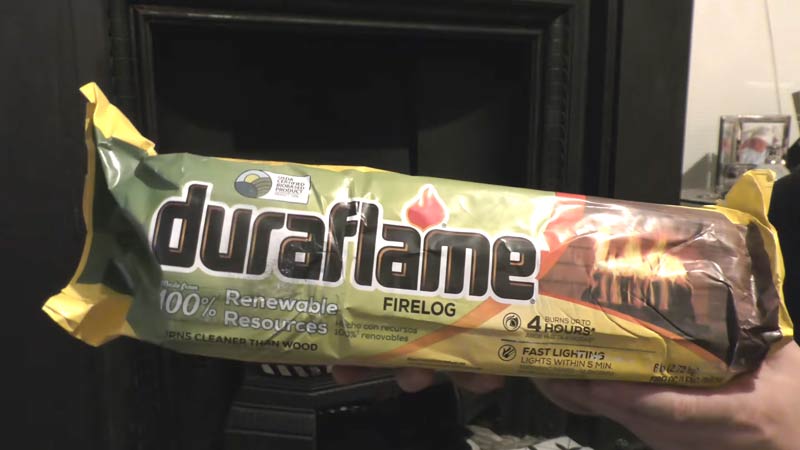 USDA
CERTIFIED
BIOBASED
PRODUCT
duraflame
FIRELOG
Made from
100% Renewable
Resources
Hecho con recursos
100% renovables
BURNS CLEANER THAN WOOD
BURNS UP TO
4 HOURS*
FAST LIGHTING
LIGHTS WITHIN 5 MIN.